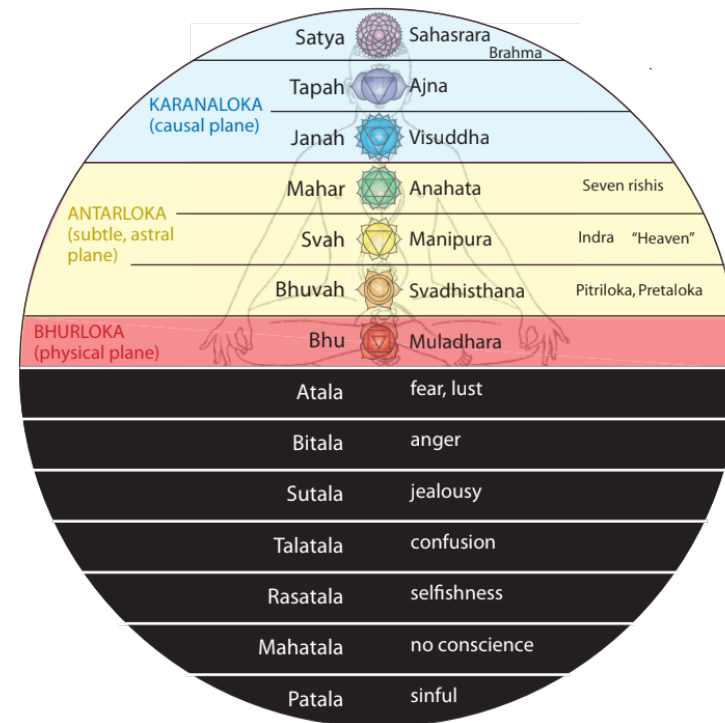 Satya Sahasrara
Brahma
Tapah Ajna
KARANALOKA
(causal plane)
Janah Visuddha
Mahar Anahata Seven rishis
ANTARLOKA
(subtle, astral
plane)
Svah Manipura Indra "Heaven"
Bhuvah Svadhisthana Pitriloka, Pretaloka
BHURLOKA
(physical plane)
Bhu Muladhara
Atala fear, lust
Bitala anger
Sutala jealousy
Talatala confusion
Rasatala selfishness
Mahatala no conscience
Patala sinful